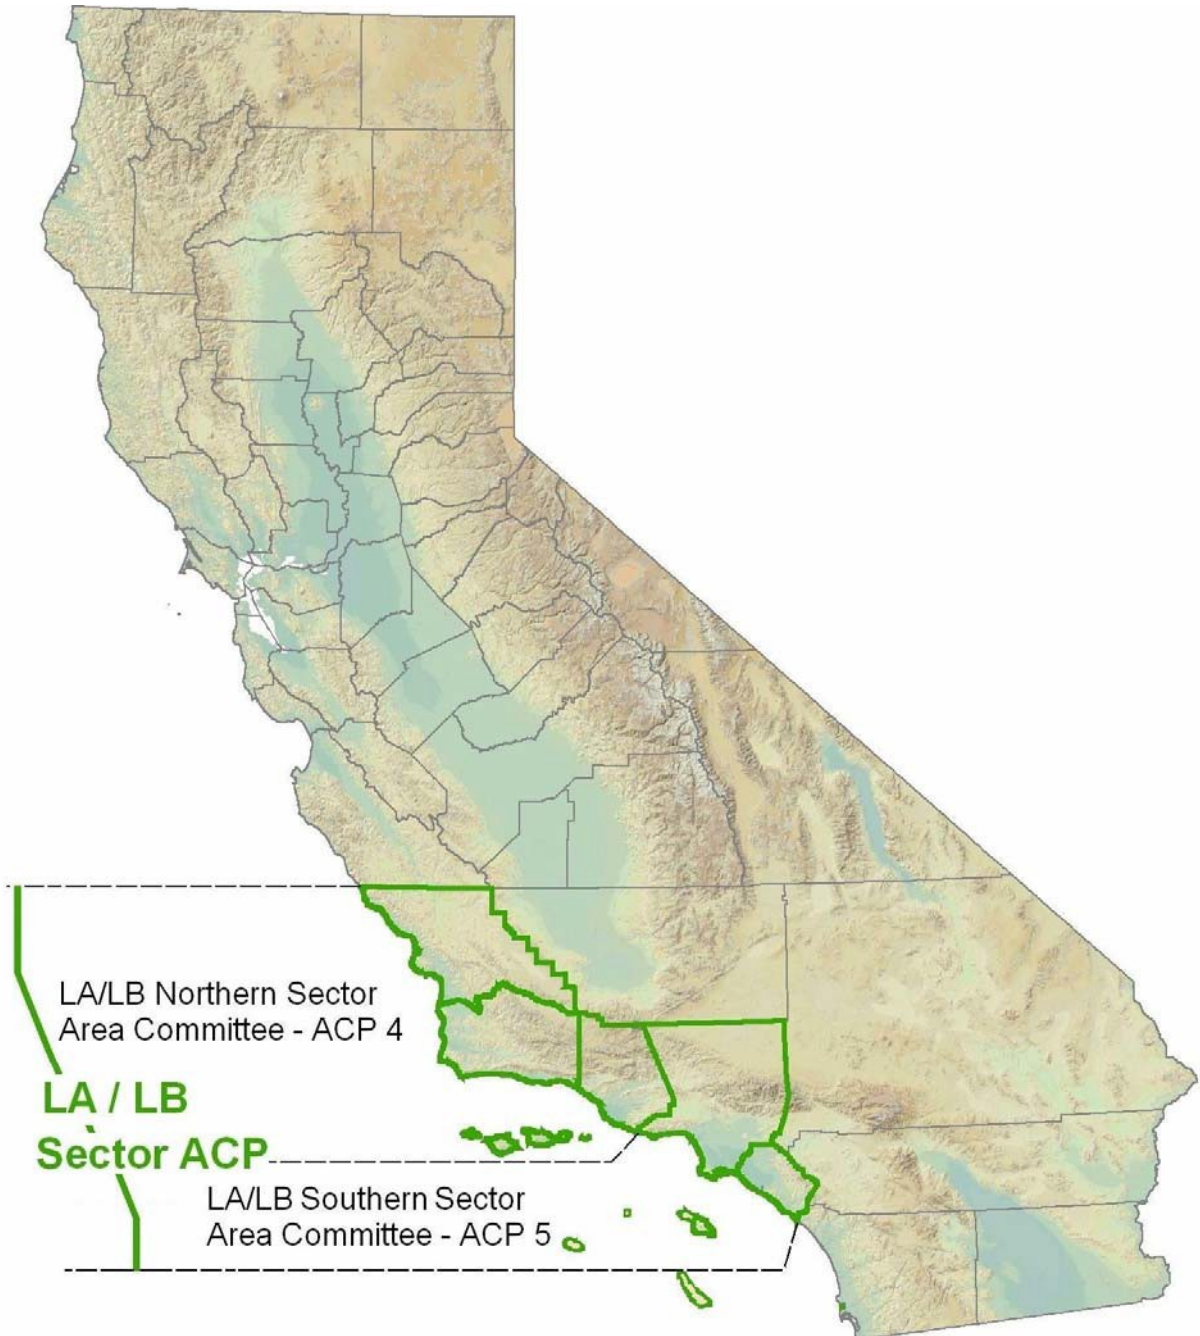 LA/LB Northern Sector
Area Committee - ACP 4
LA / LB
Sector ACP
LA/LB Southern Sector
Area Committee - ACP 5